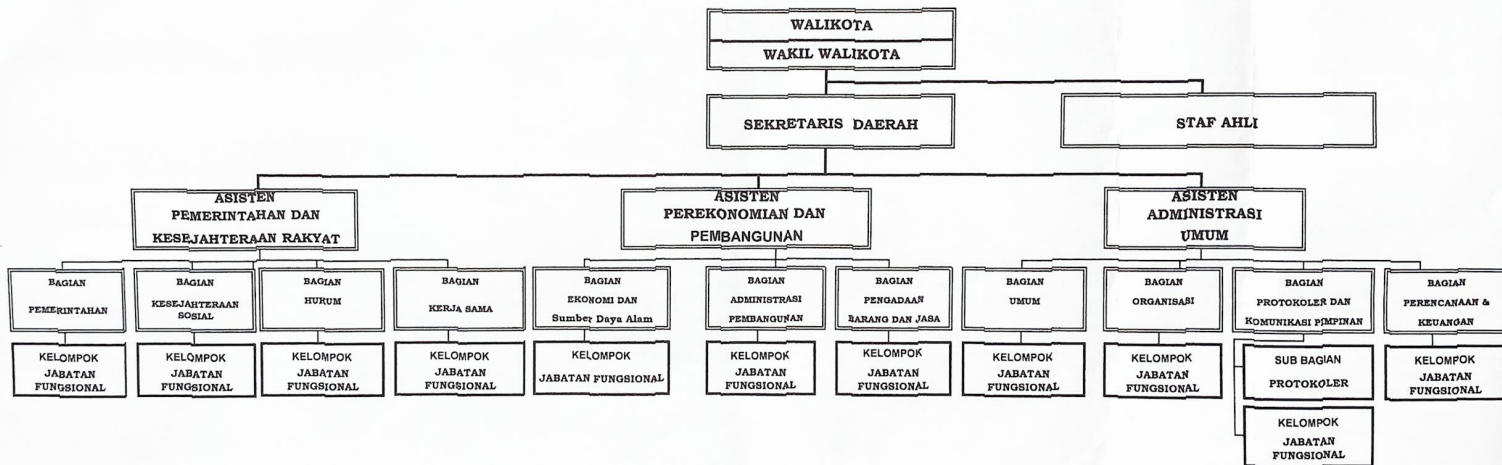 WALIKOTA
WAKIL WALIKOTA
SEKRETARIS DAERAH
STAF AHLI
ASISTEN
PEMERINTAHAN DAN
KESEJAHTERAAN RAKYAT
ASISTEN
PEREKONOMIAN DAN
PEMBANGUNAN
ASISTEN
ADMINISTRASI
UMUM
BAGIAN
PEMERINTAHAN
BAGIAN
KESEJAHTERAAN
SOSIAL
BAGIAN
HURUM
BAGIAN
KERJA SAMA
BAGIAN
EKONOMI DAN
Sumber Daya Alam
BAGIAN
ADMINISTRASI
PEMBANGUNAN
BAGIAN
PENGADAAN
BARANG DAN JASA
BAGIAN
UMUM
BAGIAN
ORGANISASI
BAGIAN
PROTOKOLER DAN
KOMUNIKASI PIMPINAN
BAGIAN
PERENCANAAN &
KEUANGAN
KELOMPOK
JABATAN
FUNGSIONAL
KELOMPOK
JABATAN
FUNGSIONAL
KELOMPOK
JABATAN
FUNGSIONAL
KELOMPOK
JABATAN
FUNGSIONAL
KELOMPOK
JABATAN FUNGSIONAL
KELOMPOK
JABATAN
FUNGSIONAL
KELOMPOK
JABATAN
FUNGSIONAL
KELOMPOK
JABATAN
FUNGSIONAL
KELOMPOK
JABATAN
FUNGSIONAL
SUB BAGIAN
PROTOKOLER
KELOMPOK
JABATAN
FUNGSIONAL
KELOMPOK
JABATAN
FUNGSIONAL